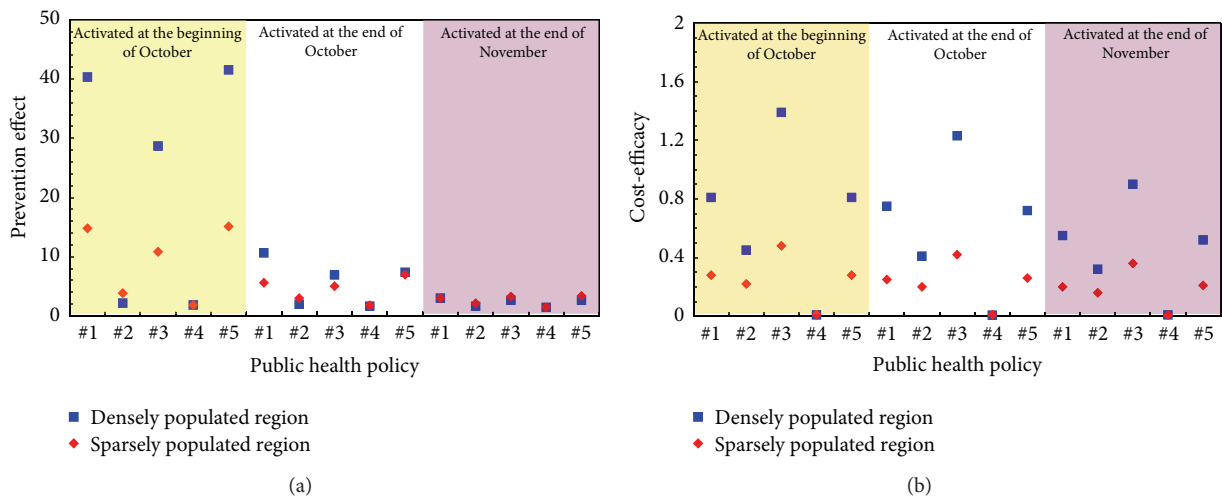 50
40
30
20
10
0
Prevention effect
Activated at the beginning
of October
Activated at the end of
October
Activated at the end of
November
#1 #2 #3 #4 #5 #1 #2 #3 #4 #5 #1 #2 #3 #4 #5
Public health policy
Densely populated region
Sparsely populated region
(a)
2
1.6
1.2
0.8
0.4
0
Cost-efficacy
Activated at the beginning
of October
Activated at the end of
October
Activated at the end of
November
#1 #2 #3 #4 #5 #1 #2 #3 #4 #5 #1 #2 #3 #4 #5
Public health policy
Densely populated region
Sparsely populated region
(b)